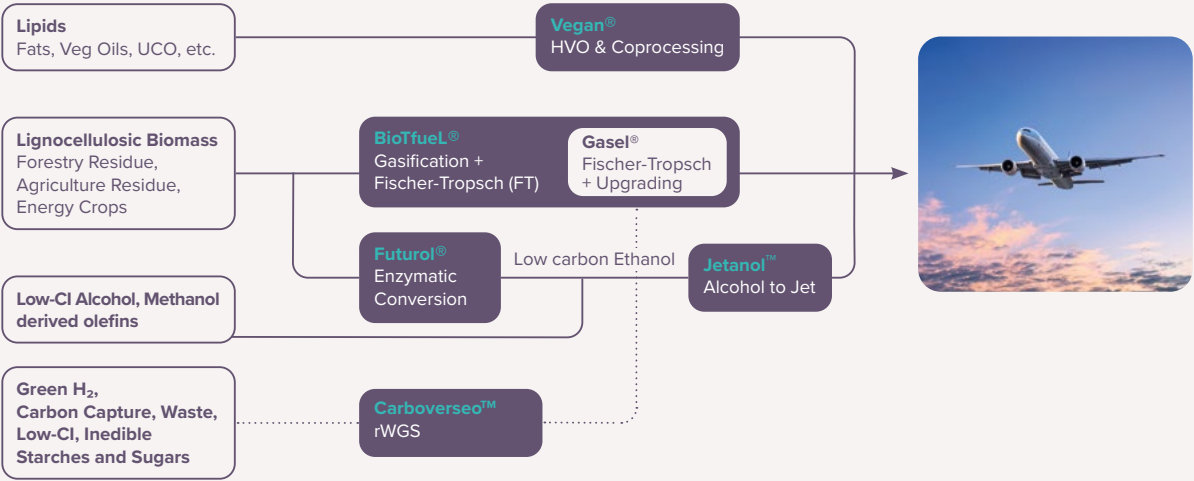 Lipids
Fats, Veg Oils, UCO, etc.
Vegan®
HVO & Coprocessing
Lignocellulosic Biomass
Forestry Residue,
Agriculture Residue,
Energy Crops
BioTfueL®
Gasification +
Fischer-Tropsch (FT)
Gasel®
Fischer-Tropsch
+ Upgrading
Futurol®
Enzymatic
Conversion
Low carbon Ethanol
Jetanol™
Alcohol to Jet
Low-CI Alcohol, Methanol
derived olefins
Green H₂,
Carbon Capture, Waste,
Low-CI, Inedible
Starches and Sugars
Carboverseo™
rWGS